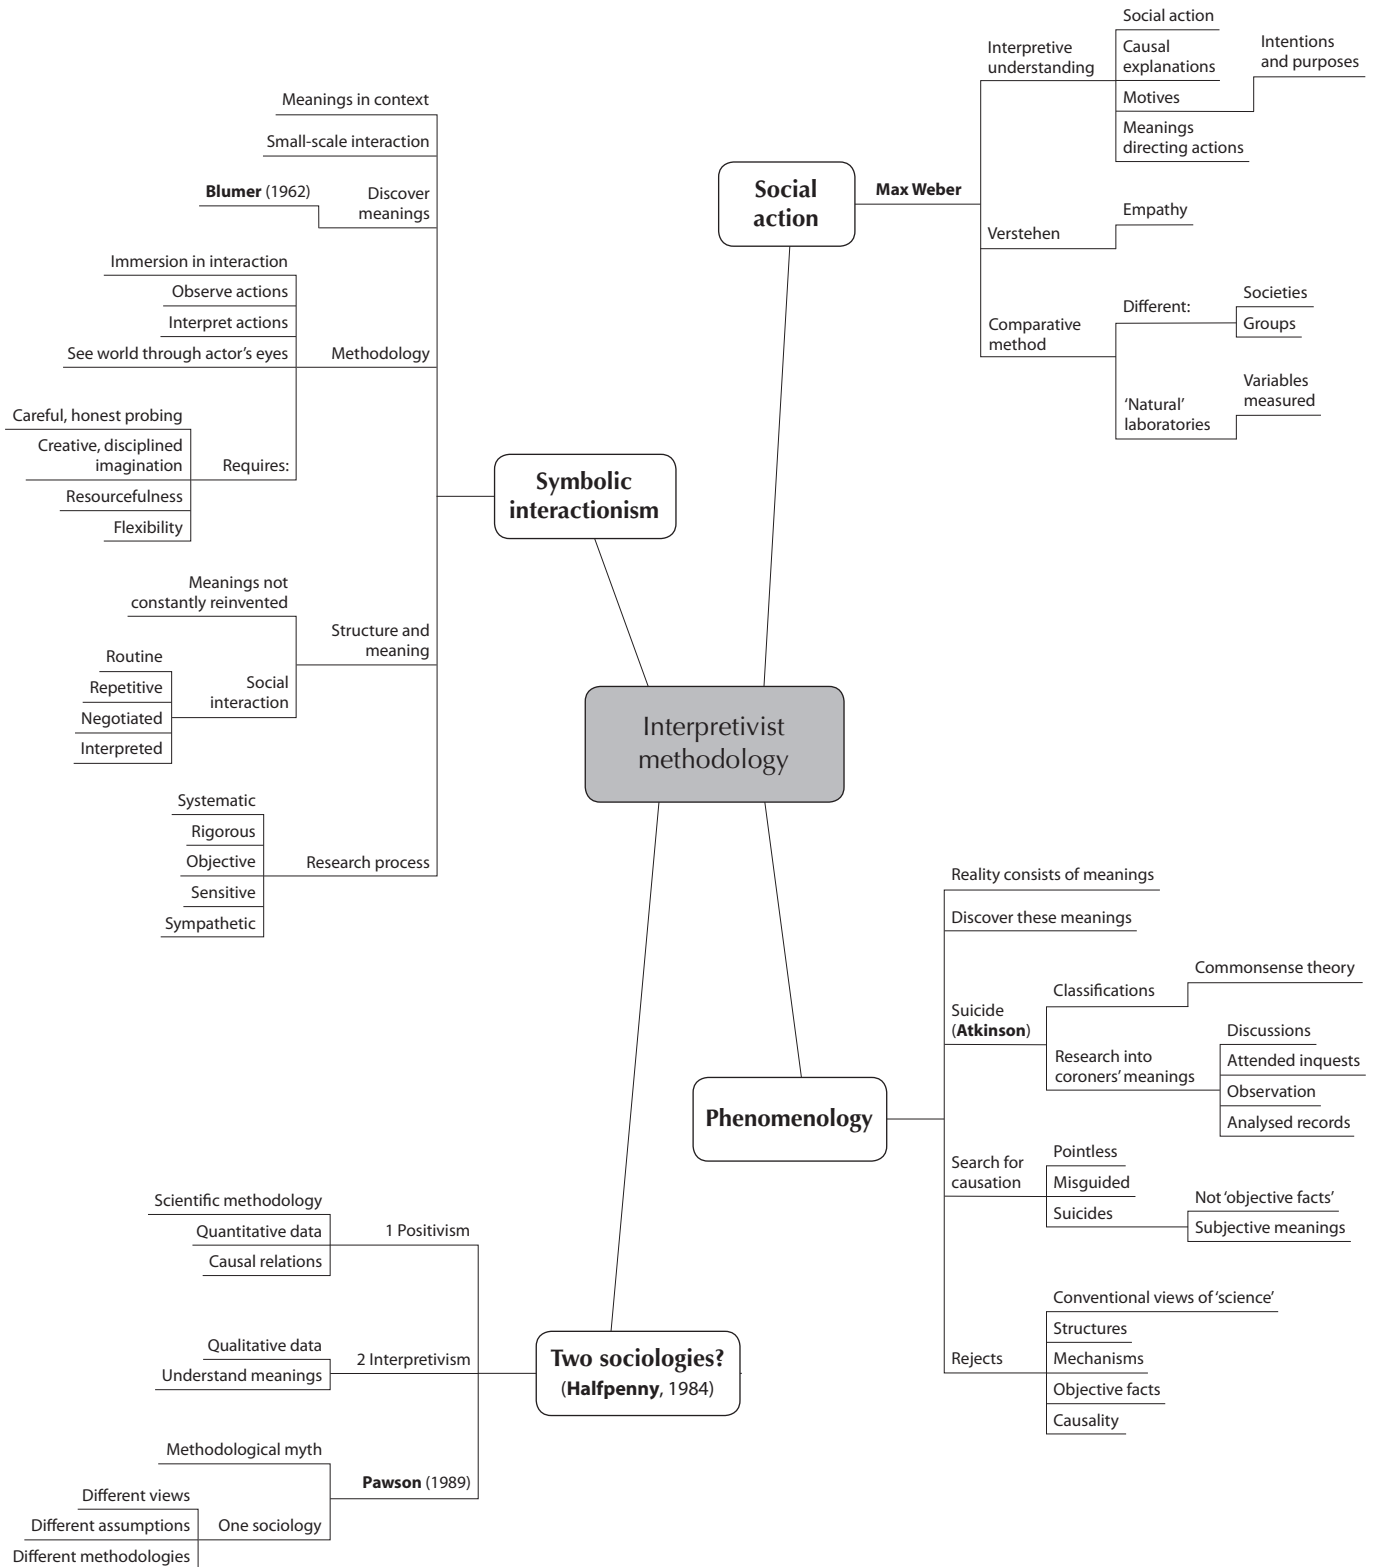 Interpretivist
methodology
Social
action
Max Weber
Interpretive
understanding
Social action
Causal
explanations
Motives
Intentions
and purposes
Meanings
directing actions
Verstehen
Empathy
Comparative
method
Different:
Societies
Groups
‘Natural’
laboratories
Variables
measured
Symbolic
interactionism
Meanings in context
Small-scale interaction
Discover
meanings
Blumer (1962)
Methodology
Immersion in interaction
Observe actions
Interpret actions
See world through actor’s eyes
Requires:
Careful, honest probing
Creative, disciplined
imagination
Resourcefulness
Flexibility
Structure and
meaning
Meanings not
constantly reinvented
Social
interaction
Routine
Repetitive
Negotiated
Interpreted
Research process
Systematic
Rigorous
Objective
Sensitive
Sympathetic
Phenomenology
Reality consists of meanings
Discover these meanings
Suicide
(Atkinson)
Classifications
Commonsense theory
Research into
coroners’ meanings
Discussions
Attended inquests
Observation
Analysed records
Search for
causation
Pointless
Misguided
Suicides
Not ‘objective facts’
Subjective meanings
Rejects
Conventional views of ‘science’
Structures
Mechanisms
Objective facts
Causality
Two sociologies?
(Halfpenny, 1984)
1 Positivism
Scientific methodology
Quantitative data
Causal relations
2 Interpretivism
Qualitative data
Understand meanings
Pawson (1989)
Methodological myth
One sociology
Different views
Different assumptions
Different methodologies